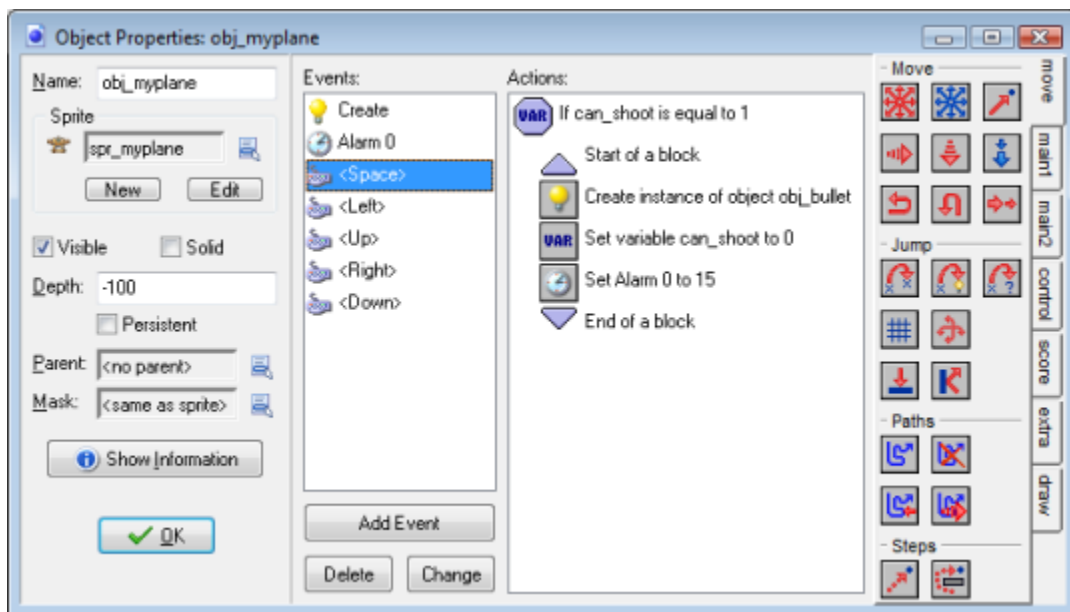 Object Properties: obj_myplane
Name: obj_myplane
Sprite
spr_myplane
New Edit
Visible Solid
Depth: -100
Persistent
Parent: <no parent>
Mask: <same as sprite>
Show Information
OK
Events:
Create
Alarm 0
<Space>
<Left>
<Up>
<Right>
<Down>
Add Event
Delete Change
Actions:
VAR If can_shoot is equal to 1
Start of a block
Create instance of object obj_bullet
VAR Set variable can_shoot to 0
Set Alarm 0 to 15
End of a block
Move
Jump
Paths
Steps
move
main1
main2
control
score
extra
draw